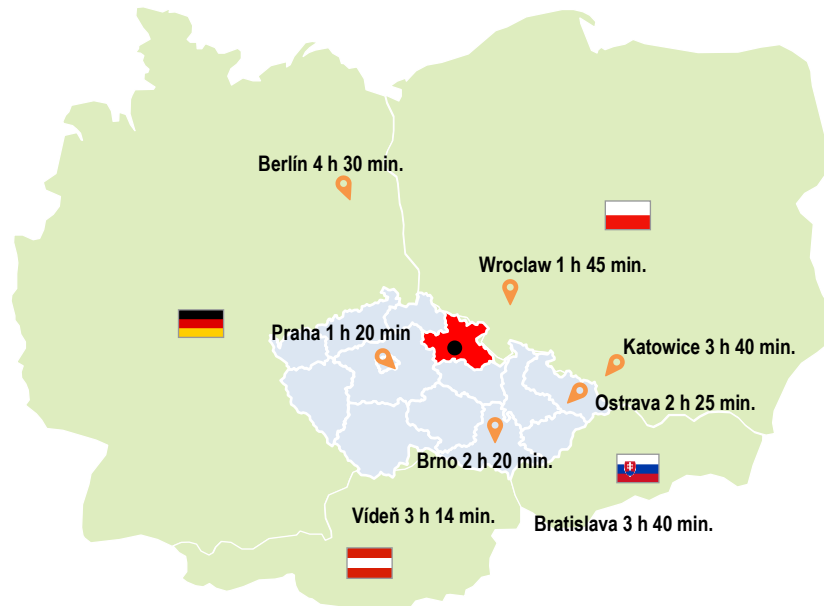 Berlín 4 h 30 min.
Wroclaw 1 h 45 min.
Praha 1 h 20 min
Katowice 3 h 40 min.
Ostrava 2 h 25 min.
Brno 2 h 20 min.
Vídeň 3 h 14 min.
Bratislava 3 h 40 min.